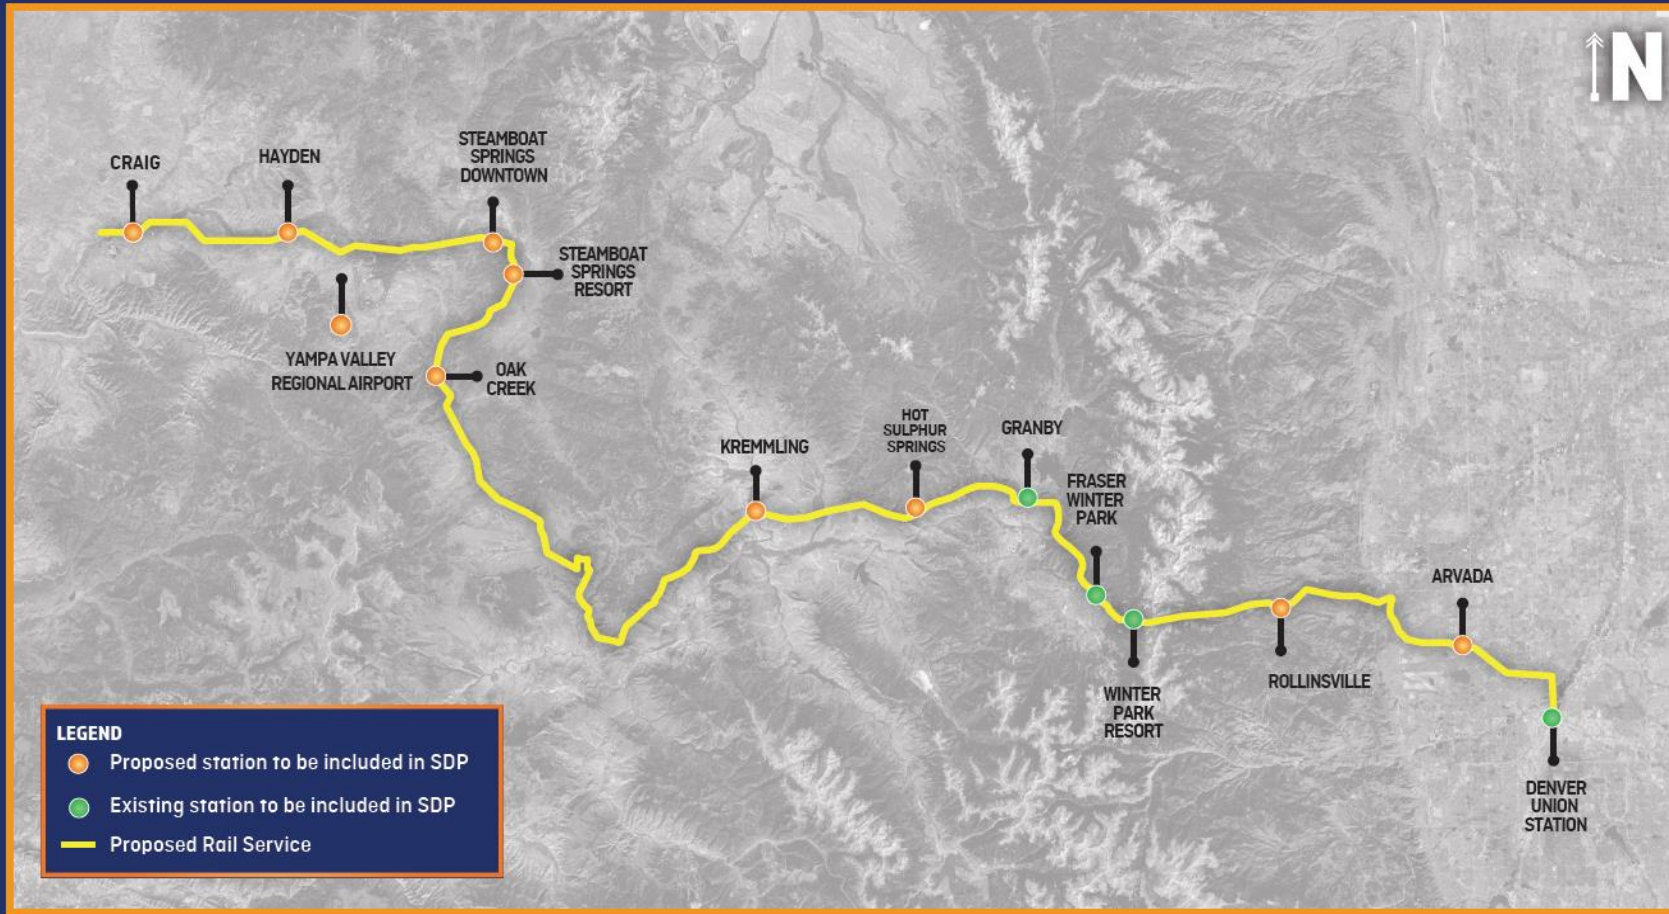 N
CRAIG
HAYDEN
STEAMBOAT
SPRINGS
DOWNTOWN
STEAMBOAT
SPRINGS
RESORT
YAMPA VALLEY
REGIONAL AIRPORT
OAK
CREEK
KREMMLING
HOT
SULPHUR
SPRINGS
GRANBY
FRASER
WINTER
PARK
WINTER
PARK
RESORT
ROLLINSVILLE
ARVADA
DENVER
UNION
STATION
LEGEND
Proposed station to be included in SDP
Existing station to be included in SDP
Proposed Rail Service